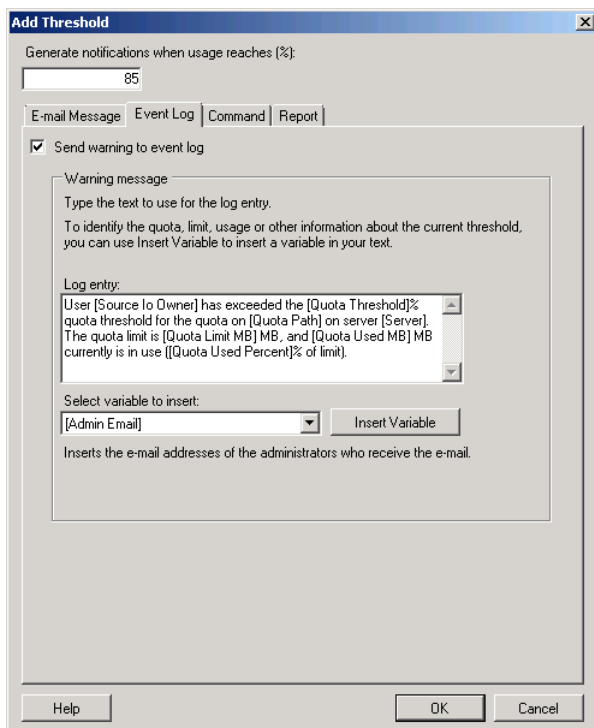 Add Threshold
Generate notifications when usage reaches (%):
85
E-mail Message Event Log Command Report
Send warning to event log
Warning message
Type the text to use for the log entry.
To identify the quota, limit, usage or other information about the current threshold,
you can use Insert Variable to insert a variable in your text.
Log entry:
User [Source Io Owner] has exceeded the [Quota Threshold]%
quota threshold for the quota on [Quota Path] on server [Server].
The quota limit is [Quota Limit MB] MB, and [Quota Used MB] MB
currently is in use ([Quota Used Percent]% of limit).
Select variable to insert:
[Admin Email] Insert Variable
Inserts the e-mail addresses of the administrators who receive the e-mail.
Help OK Cancel